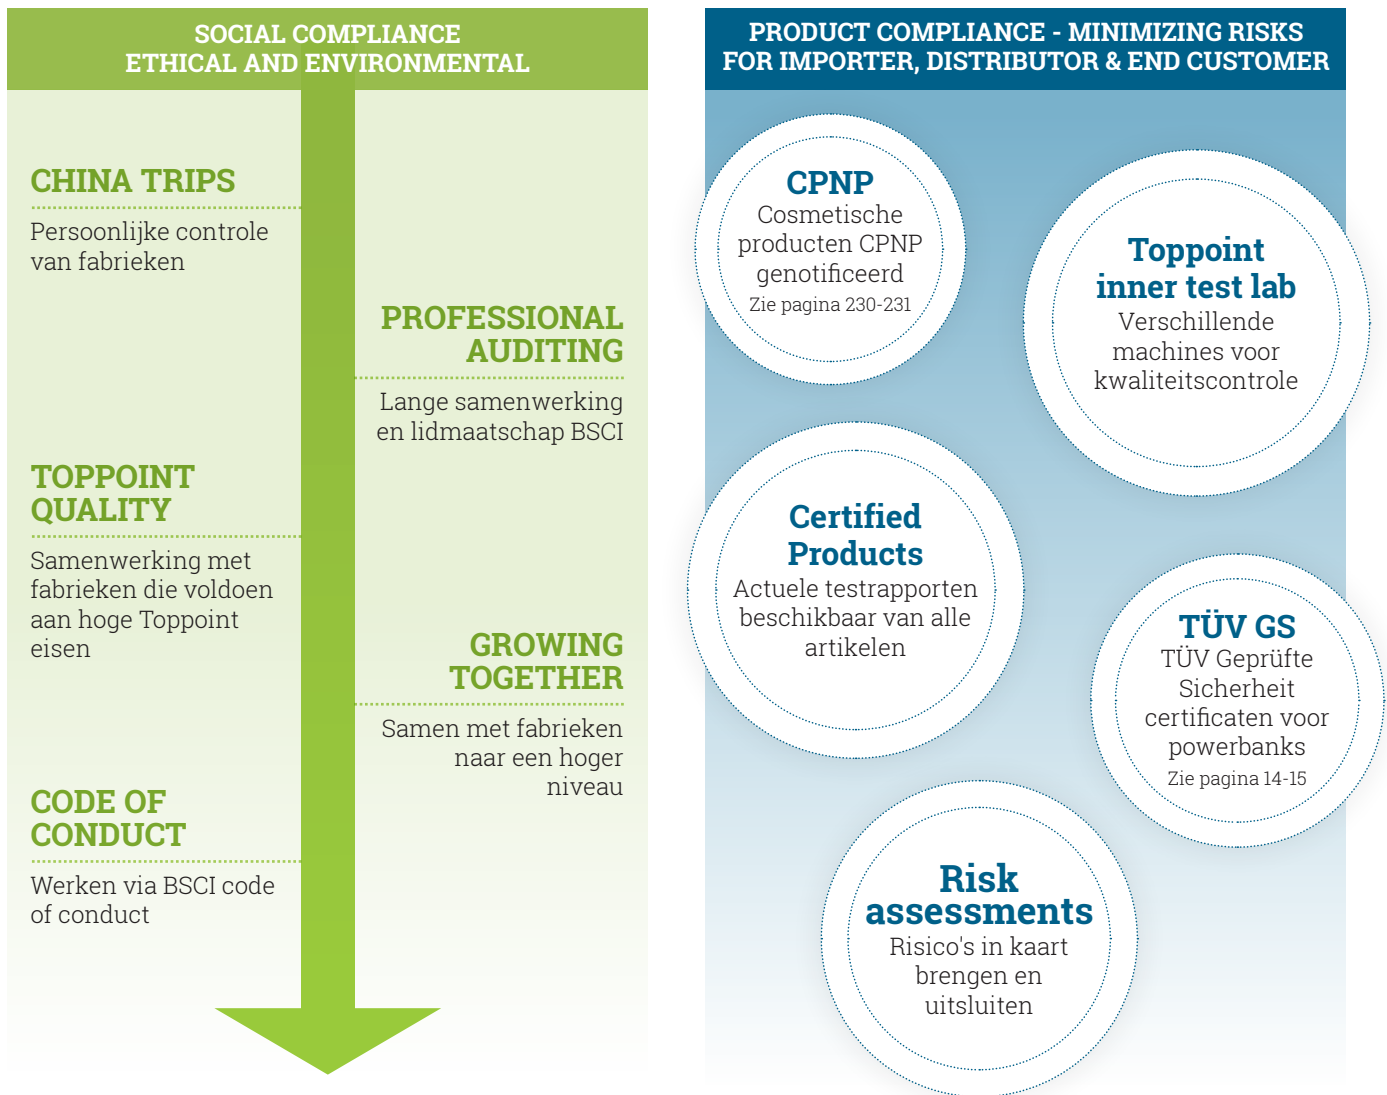 SOCIAL COMPLIANCE
ETHICAL AND ENVIRONMENTAL
CHINA TRIPS
Persoonlijke controle
van fabrieken
PROFESSIONAL
AUDITING
Lange samenwerking
en lidmaatschap BSCI
TOPPOINT
QUALITY
Samenwerking met
fabrieken die voldoen
aan hoge Toppoint
eisen
GROWING
TOGETHER
Samen met fabrieken
naar een hoger
niveau
CODE OF
CONDUCT
Werken via BSCI code
of conduct
PRODUCT COMPLIANCE - MINIMIZING RISKS
FOR IMPORTER, DISTRIBUTOR & END CUSTOMER
CPNP
Cosmetische
producten CPNP
genotificeerd
Zie pagina 230-231
Toppoint
inner test lab
Verschillende
machines voor
kwaliteitscontrole
Certified
Products
Actuele testrapporten
beschikbaar van alle
artikelen
TÜV GS
TÜV Geprüfte
Sicherheit
certificaten voor
powerbanks
Zie pagina 14-15
Risk
assessments
Risico's in kaart
brengen en
uitsluiten